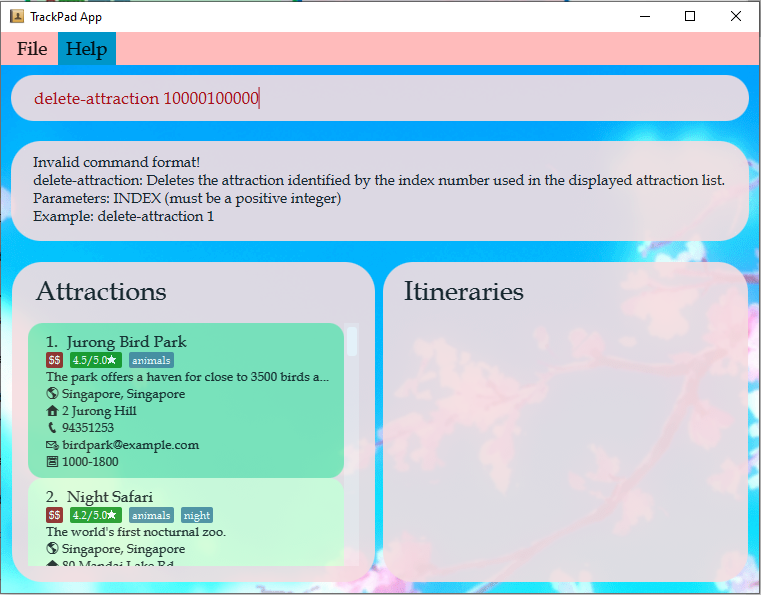 TrackPad App
File Help
delete-attraction 10000100000
Invalid command format!
delete-attraction: Deletes the attraction identified by the index number used in the displayed attraction list.
Parameters: INDEX (must be a positive integer)
Example: delete-attraction 1
Attractions
1. Jurong Bird Park
$$ 4.5/5.0★ animals
The park offers a haven for close to 3500 birds a...
Singapore, Singapore
2 Jurong Hill
94351253
birdpark@example.com
1000-1800
2. Night Safari
$$ 4.2/5.0★ animals night
The world's first nocturnal zoo.
Singapore, Singapore
80 Mandai Lake Rd
Itineraries